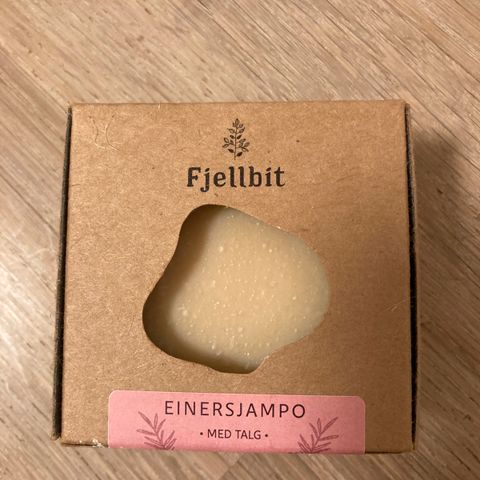 Fjellbit
EINERSJAMPO
• MED TALG •